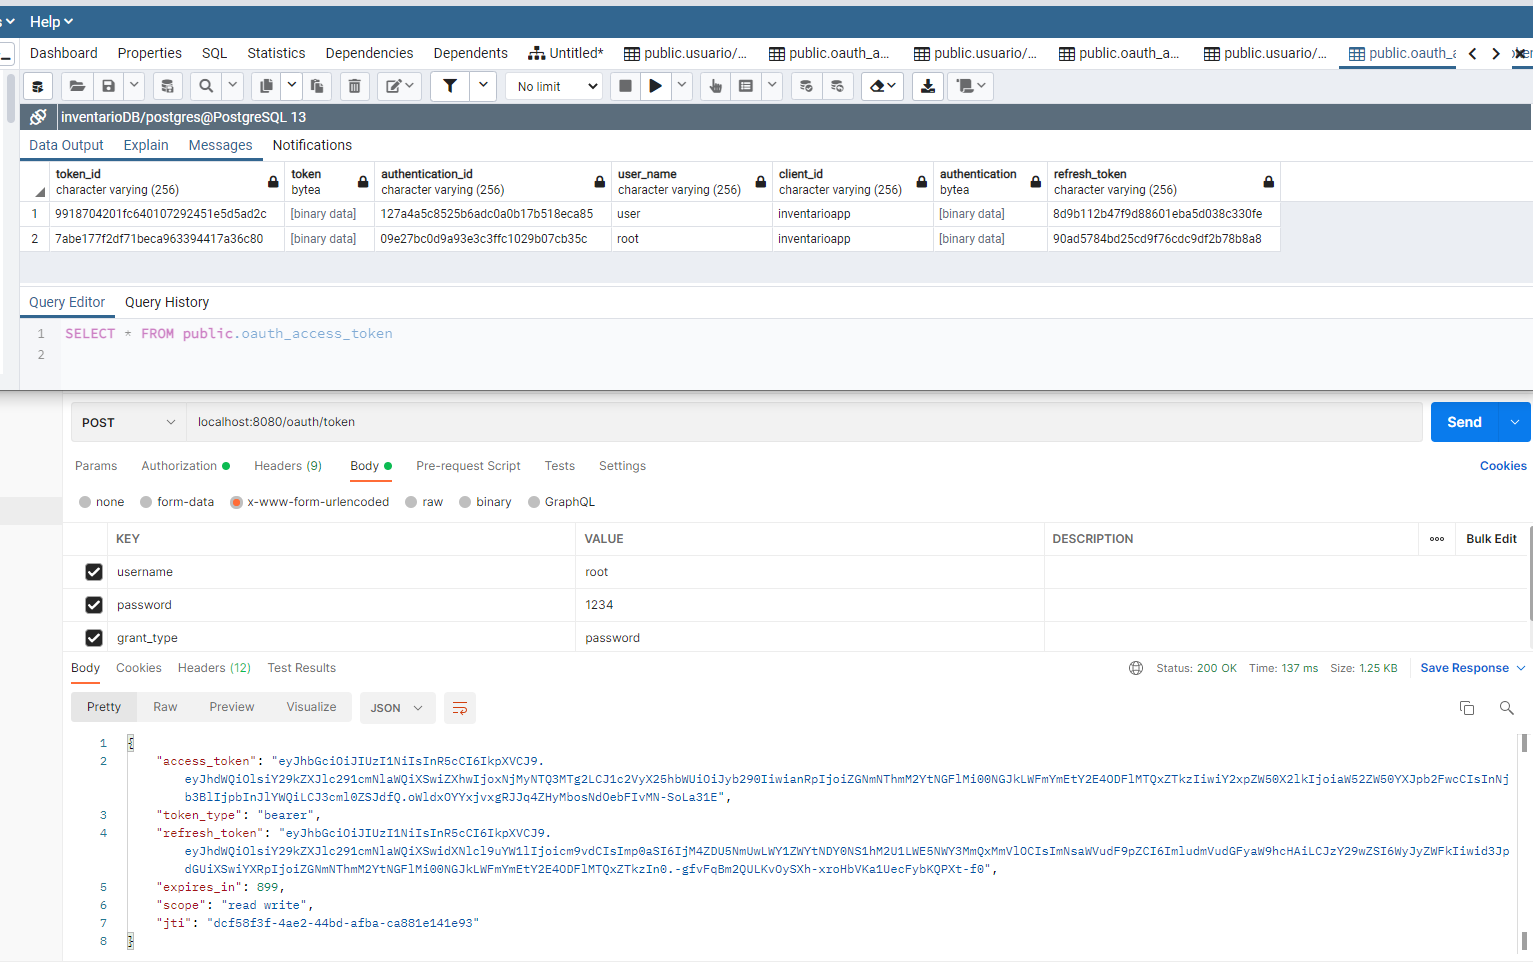 s Help
Dashboard Properties SQL Statistics Dependencies Dependents Untitled* public.usuario/... public.oauth_a... public.usuario/... public.oauth_a... public.usuario/... public.oauth_a
No limit
inventarioDB/postgres@PostgreSQL 13
Data Output Explain Messages Notifications
token_id token authentication_id user_name client_id authentication refresh_token
character varying (256) bytea character varying (256) character varying (256) character varying (256) bytea character varying (256)
1 9918704201fc640107292451e5d5ad2c [binary data] 127a4a5c8525b6adc0a0b17b518eca85 user inventarioapp [binary data] 8d9b112b47f9d88601eba5d038c330fe
2 7abe177f2df71beca963394417a36c80 [binary data] 09e27bc0d9a93e3c3ffc1029b07cb35c root inventarioapp [binary data] 90ad5784bd25cd9f76cdc9df2b78b8a8
Query Editor Query History
1 SELECT * FROM public.oauth_access_token
2
POST localhost:8080/oauth/token Send
Params Authorization Headers (9) Body Pre-request Script Tests Settings Cookies
none form-data x-www-form-urlencoded raw binary GraphQL
KEY VALUE DESCRIPTION Bulk Edit
username root
password 1234
grant_type password
Body Cookies Headers (12) Test Results Status: 200 OK Time: 137 ms Size: 1.25 KB Save Response
Pretty Raw Preview Visualize JSON
1 {
2 "access_token": "eyJhbGciOiJIUzI1NiIsInR5cCI6IkpXVCJ9.
eyJhdWQiOlsiY29kZXJlc291cmNlaWQiXSwiZXhwIjoxNjMyNTQ3MTg2LCJ1c2VyX25hbWUiOiJyb290IiwianRpIjoiZGNmNThmM2YtNGFlMi00NGJkLWFmYmEtY2E4ODFlMTQxZTkzIiwiY2xpZW50X2lkIjoiaW52ZW50YXJpb2FwcCIsInNj
b3BlIjpbInJlYWQiLCJ3cml0ZSJdfQ.oWldxOYYxjvxgRJJq4ZHyMbosNdOebFIvMN-SoLa31E",
3 "token_type": "bearer",
4 "refresh_token": "eyJhbGciOiJIUzI1NiIsInR5cCI6IkpXVCJ9.
eyJhdWQiOlsiY29kZXJlc291cmNlaWQiXSwidXNlcl9uYW1lIjoicm9vdCIsImp0aSI6IjM4ZDU5NmUwLWY1ZWYtNDY0NS1hM2U1LWE5NWY3MmQxMmVlOCIsImNsaWVudF9pZCI6ImludmVudGFyaW9hcHAiLCJzY29wZSI6WyJyZWFkIiwid3Jp
dGUiXSwiYXRpIjoiZGNmNThmM2YtNGFlMi00NGJkLWFmYmEtY2E4ODFlMTQxZTkzIn0.-gfvFqBm2QULKvOySXh-xroHbVKa1UecFybKQPXt-f0",
5 "expires_in": 899,
6 "scope": "read write",
7 "jti": "dcf58f3f-4ae2-44bd-afba-ca881e141e93"
8 }